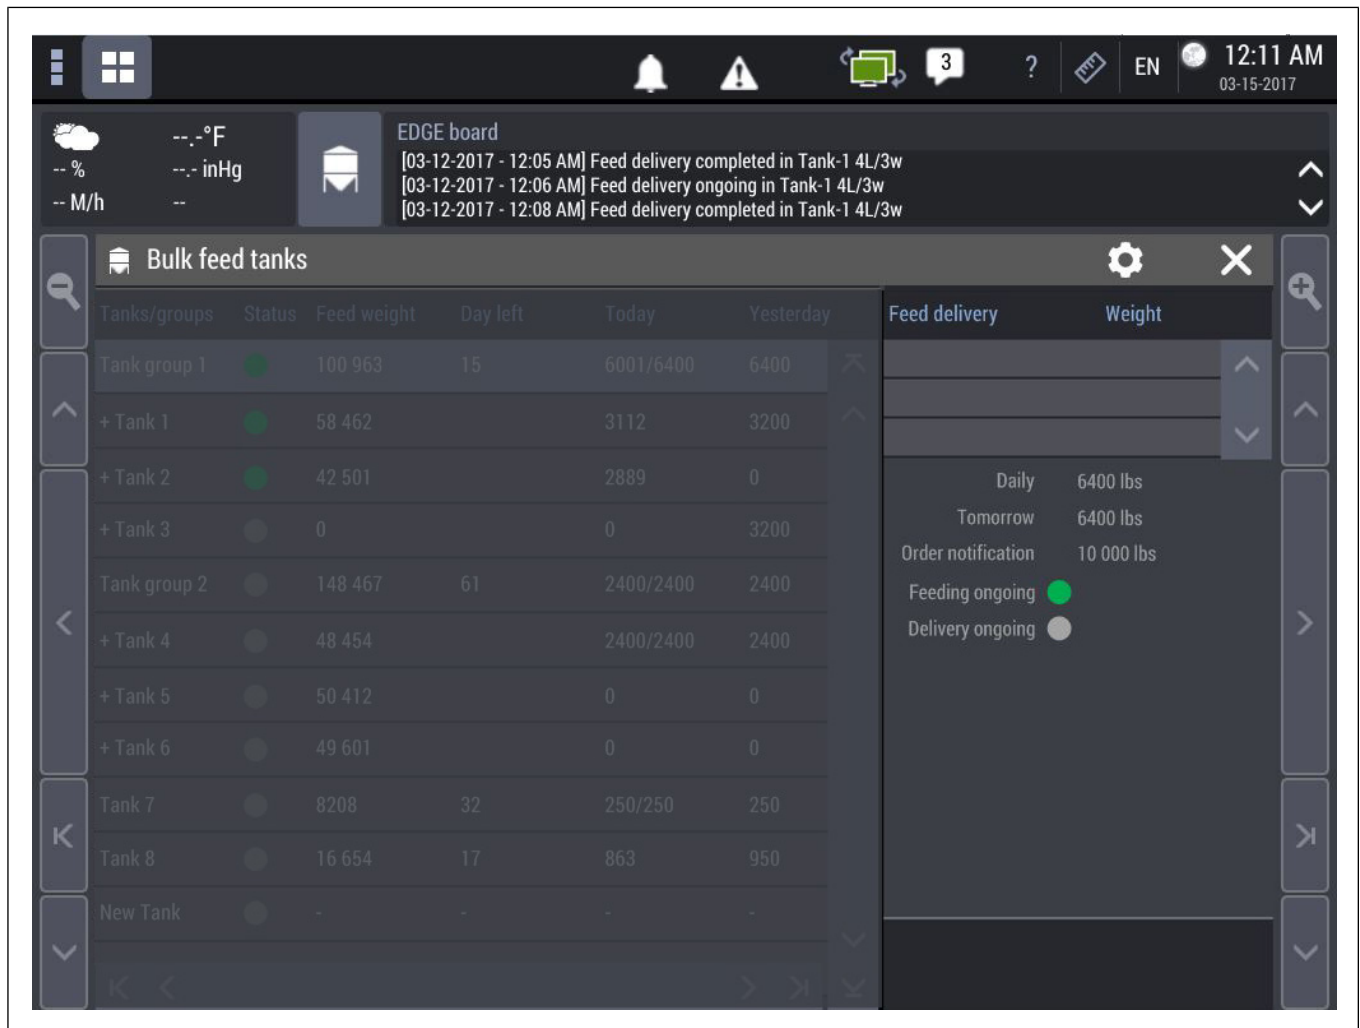 3 ? EN 12:11 AM
03-15-2017
--.-°F
-- % --.- inHg
-- M/h --
EDGE board
[03-12-2017 - 12:05 AM] Feed delivery completed in Tank-1 4L/3w
[03-12-2017 - 12:06 AM] Feed delivery ongoing in Tank-1 4L/3w
[03-12-2017 - 12:08 AM] Feed delivery completed in Tank-1 4L/3w
Bulk feed tanks
Tanks/groups Status Feed weight Day left Today Yesterday
Tank group 1 100 963 15 6001/6400 6400
+ Tank 1 58 462 3112 3200
+ Tank 2 42 501 2889 0
+ Tank 3 0 0 3200
Tank group 2 148 467 61 2400/2400 2400
+ Tank 4 48 454 2400/2400 2400
+ Tank 5 50 412 0 0
+ Tank 6 49 601 0 0
Tank 7 8208 32 250/250 250
Tank 8 16 654 17 863 950
New Tank - - - -
Feed delivery Weight
Daily 6400 lbs
Tomorrow 6400 lbs
Order notification 10 000 lbs
Feeding ongoing
Delivery ongoing